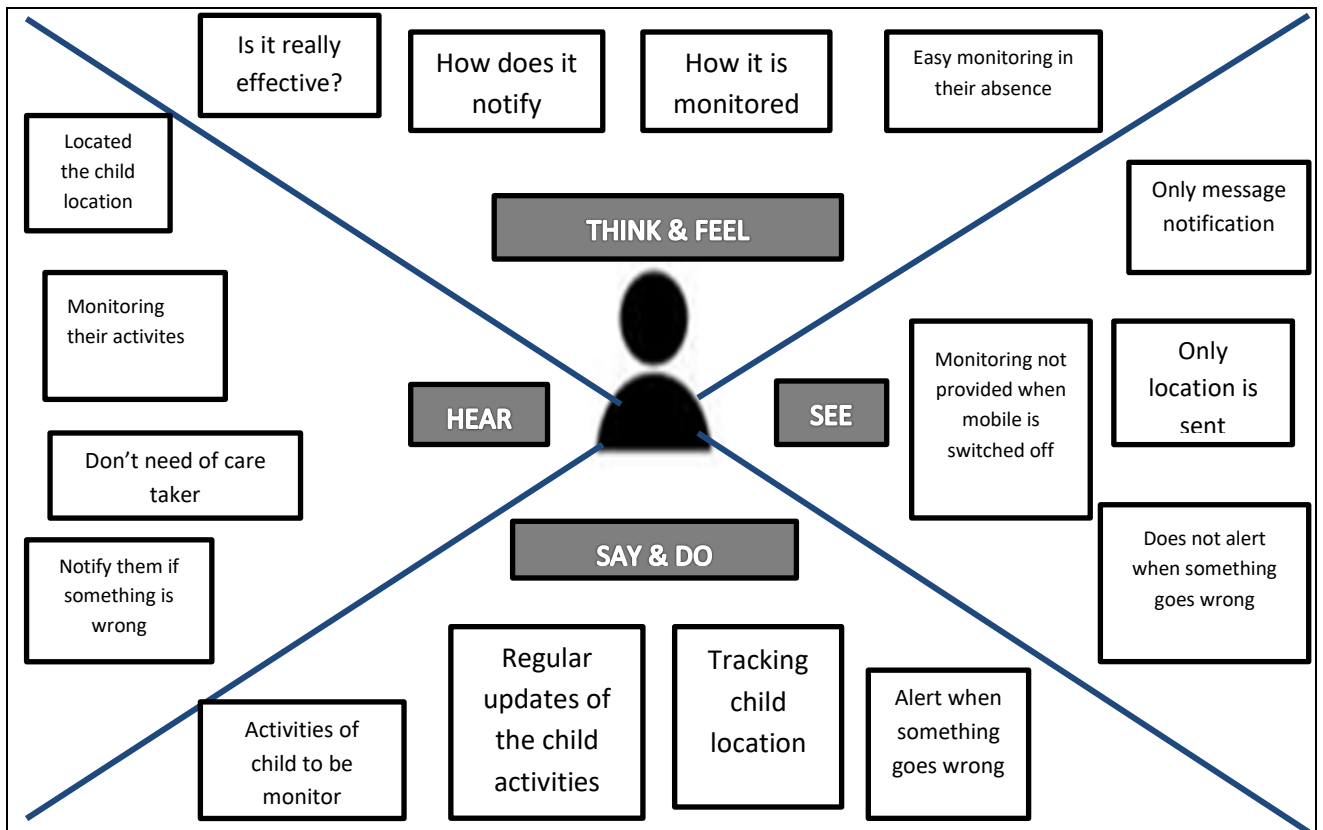 Is it really
effective?
How does it
notify
How it is
monitored
Easy monitoring in
their absence
THINK & FEEL
Located
the child
location
Monitoring
their activites
Don’t need of care
taker
Notify them if
something is
wrong
HEAR
SEE
Only message
notification
Monitoring not
provided when
mobile is
switched off
Only
location is
sent
Does not alert
when something
goes wrong
SAY & DO
Activities of
child to be
monitor
Regular
updates of
the child
activities
Tracking
child
location
Alert when
something
goes wrong